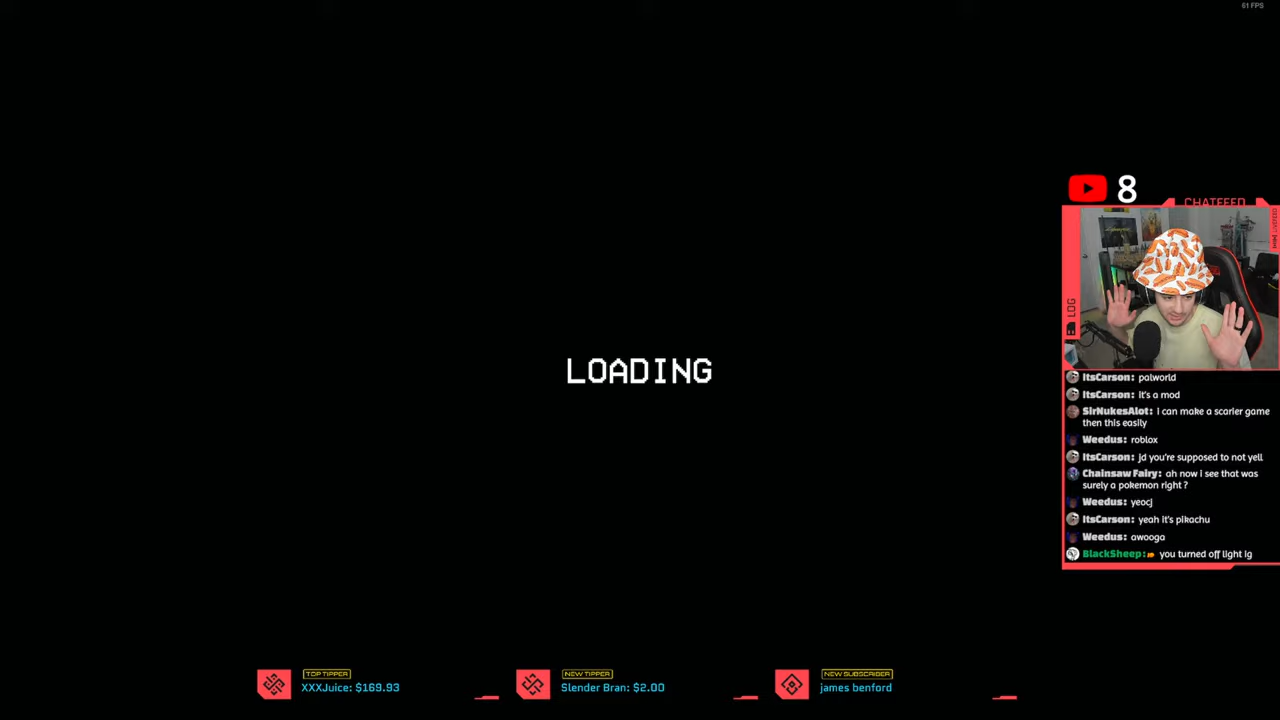 61 FPS
8
CHATFEED
LOG
LOADING
ItsCarson: palworld
ItsCarson: it's a mod
SirNukesAlot: i can make a scarier game
then this easily
Weedus: roblox
ItsCarson: jd you're supposed to not yell
Chainsaw Fairy: ah now i see that was
surely a pokemon right ?
Weedus: yeocj
ItsCarson: yeah it's pikachu
Weedus: awooga
BlackSheep: you turned off light ig
TOP TIPPER
XXXJuice: $169.93
NEW TIPPER
Slender Bran: $2.00
NEW SUBSCRIBER
james benford